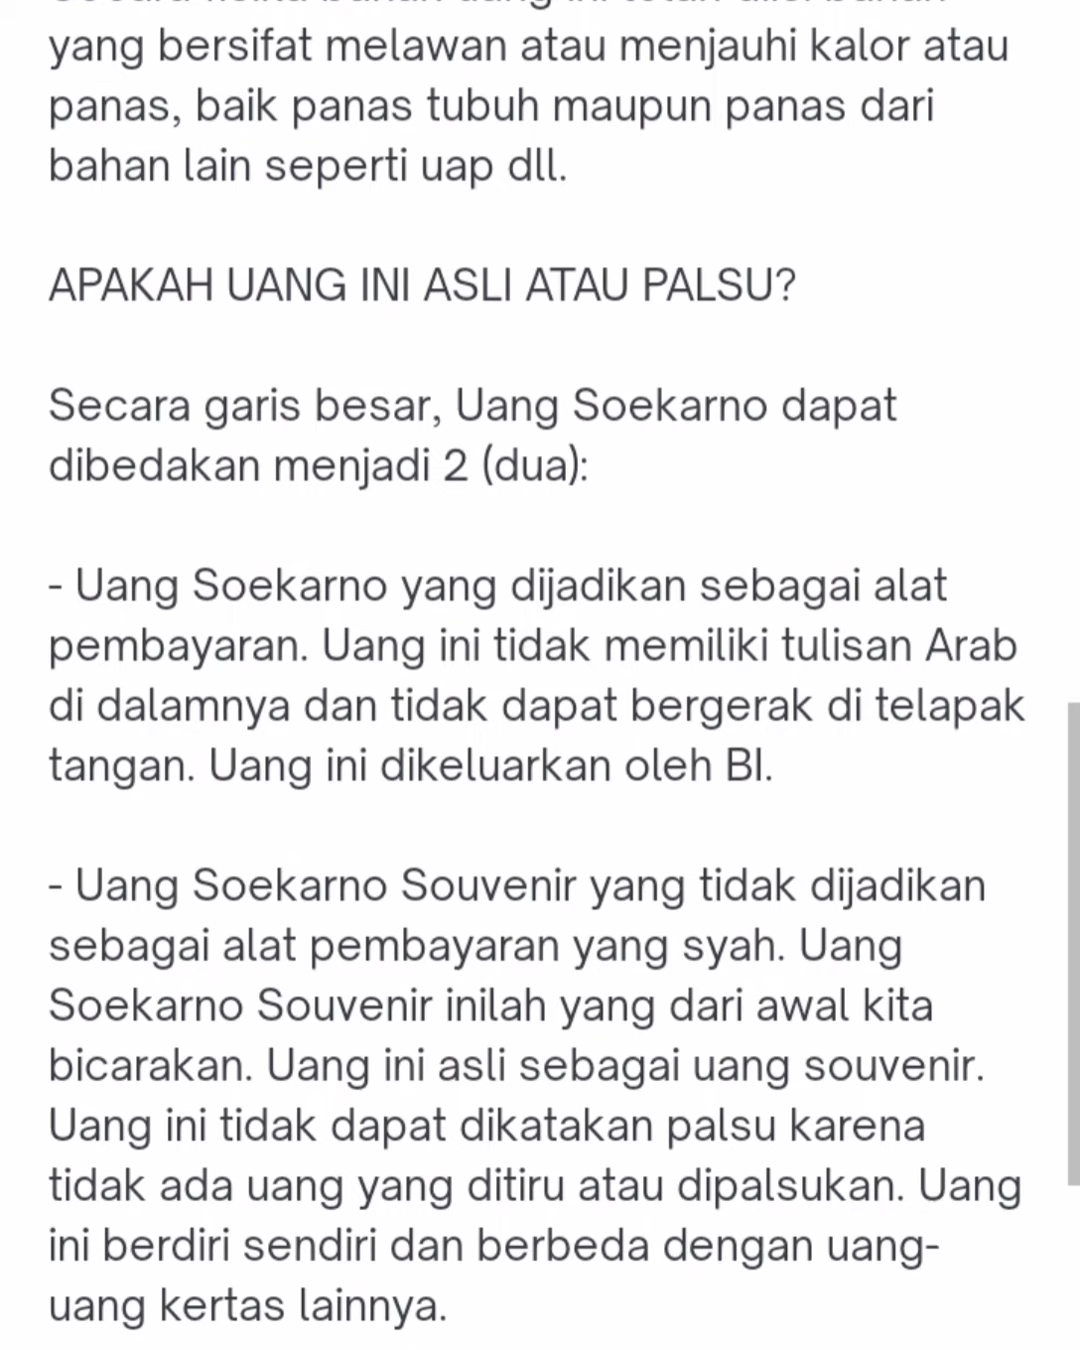 yang bersifat melawan atau menjauhi kalor atau
panas, baik panas tubuh maupun panas dari
bahan lain seperti uap dll.
APAKAH UANG INI ASLI ATAU PALSU?
Secara garis besar, Uang Soekarno dapat
dibedakan menjadi 2 (dua):
- Uang Soekarno yang dijadikan sebagai alat
pembayaran. Uang ini tidak memiliki tulisan Arab
di dalamnya dan tidak dapat bergerak di telapak
tangan. Uang ini dikeluarkan oleh BI.
- Uang Soekarno Souvenir yang tidak dijadikan
sebagai alat pembayaran yang syah. Uang
Soekarno Souvenir inilah yang dari awal kita
bicarakan. Uang ini asli sebagai uang souvenir.
Uang ini tidak dapat dikatakan palsu karena
tidak ada uang yang ditiru atau dipalsukan. Uang
ini berdiri sendiri dan berbeda dengan uang-
uang kertas lainnya.